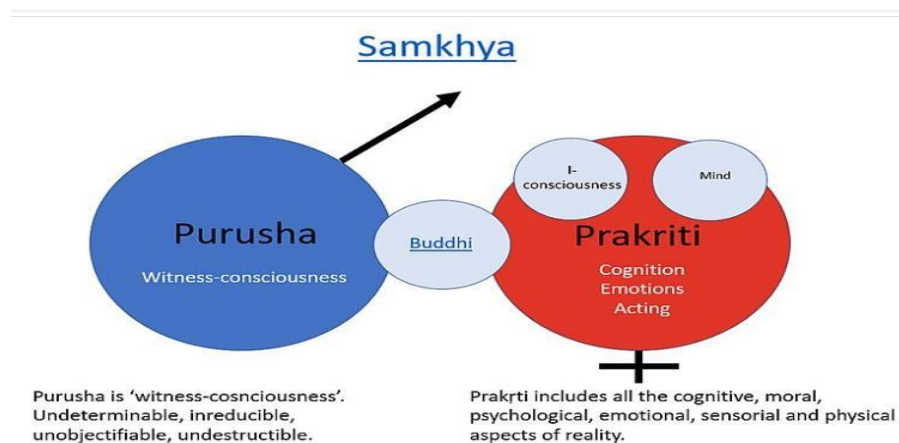 Samkhya
I-
consciousness
Mind
Purusha
Witness-consciousness
Buddhi
Prakriti
Cognition
Emotions
Acting
Purusha is ‘witness-cosnciousness’.
Undeterminable, inreducible,
unobjectifiable, undestructible.
Prakṛti includes all the cognitive, moral,
psychological, emotional, sensorial and physical
aspects of reality.